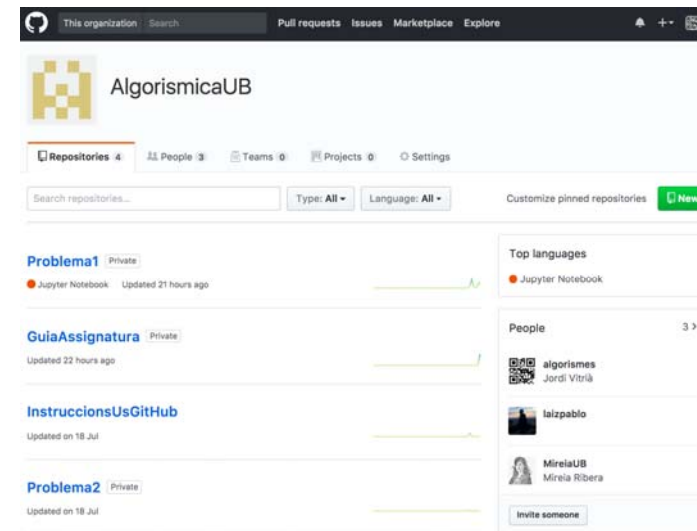 This organization Search Pull requests Issues Marketplace Explore
AlgorismicaUB
Repositories 4 People 3 Teams 0 Projects 0 Settings
Search repositories... Type: All Language: All Customize pinned repositories New
Problema1 Private
Jupyter Notebook Updated 21 hours ago
GuiaAssignatura Private
Updated 22 hours ago
InstruccionsUsGitHub
Updated on 18 Jul
Problema2 Private
Updated on 18 Jul
Top languages
Jupyter Notebook
People 3 >
algorismes
Jordi Vitrià
laizpablo
MireiaUB
Mireia Ribera
Invite someone